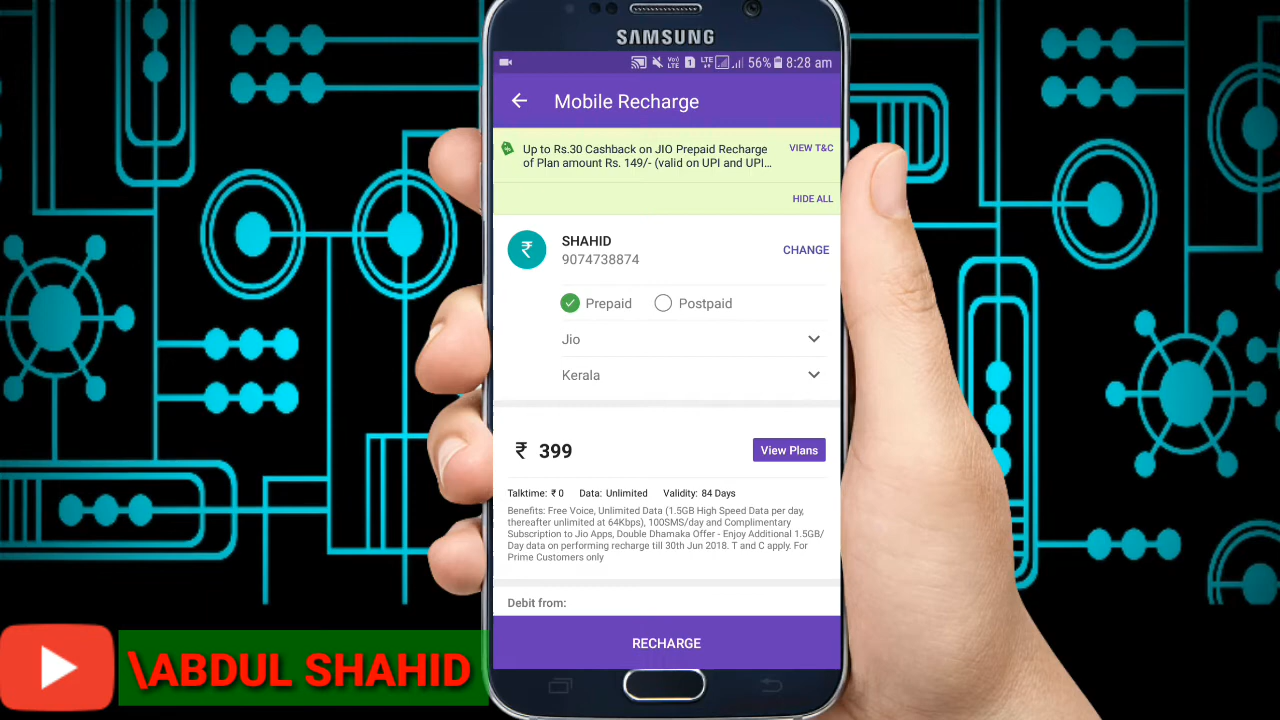 SAMSUNG
VoLTE 1 LTE 56% 8:28 am
Mobile Recharge
Up to Rs.30 Cashback on JIO Prepaid Recharge
of Plan amount Rs. 149/- (valid on UPI and UPI...
VIEW T&C
HIDE ALL
₹
SHAHID
9074738874
CHANGE
Prepaid
Postpaid
Jio
Kerala
₹ 399
View Plans
Talktime: ₹ 0 Data: Unlimited Validity: 84 Days
Benefits: Free Voice, Unlimited Data (1.5GB High Speed Data per day,
thereafter unlimited at 64Kbps), 100SMS/day and Complimentary
Subscription to Jio Apps, Double Dhamaka Offer - Enjoy Additional 1.5GB/
Day data on performing recharge till 30th Jun 2018. T and C apply. For
Prime Customers only
Debit from:
RECHARGE
\ABDUL SHAHID